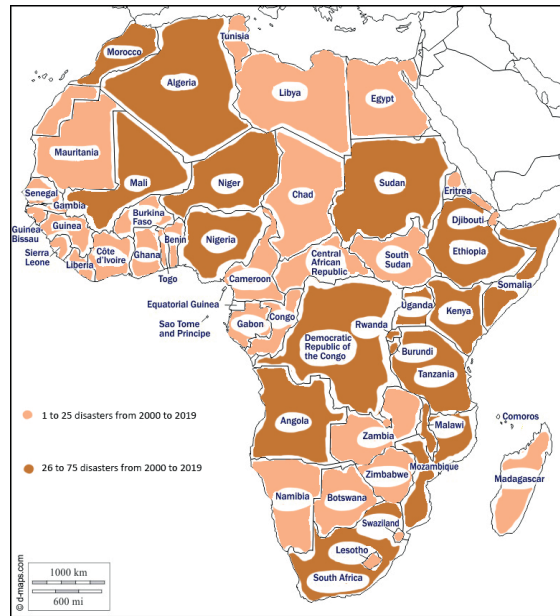 Tunisia
Morocco
Algeria
Libya
Egypt
Mauritania
Mali
Niger
Chad
Sudan
Eritrea
Senegal
Gambia
Guinea
Bissau
Guinea
Sierra
Leone
Liberia
Côte
d'Ivoire
Burkina
Faso
Ghana
Togo
Benin
Nigeria
Cameroon
Central
African
Republic
South
Sudan
Djibouti
Ethiopia
Somalia
Equatorial Guinea
Sao Tome
and Principe
Gabon
Congo
Democratic
Republic of
the Congo
Rwanda
Uganda
Kenya
Burundi
Tanzania
1 to 25 disasters from 2000 to 2019
26 to 75 disasters from 2000 to 2019
Angola
Zambia
Malawi
Comoros
Mozambique
Zimbabwe
Madagascar
Namibia
Botswana
Swaziland
Lesotho
South Africa
1000 km
600 mi
© d-maps.com